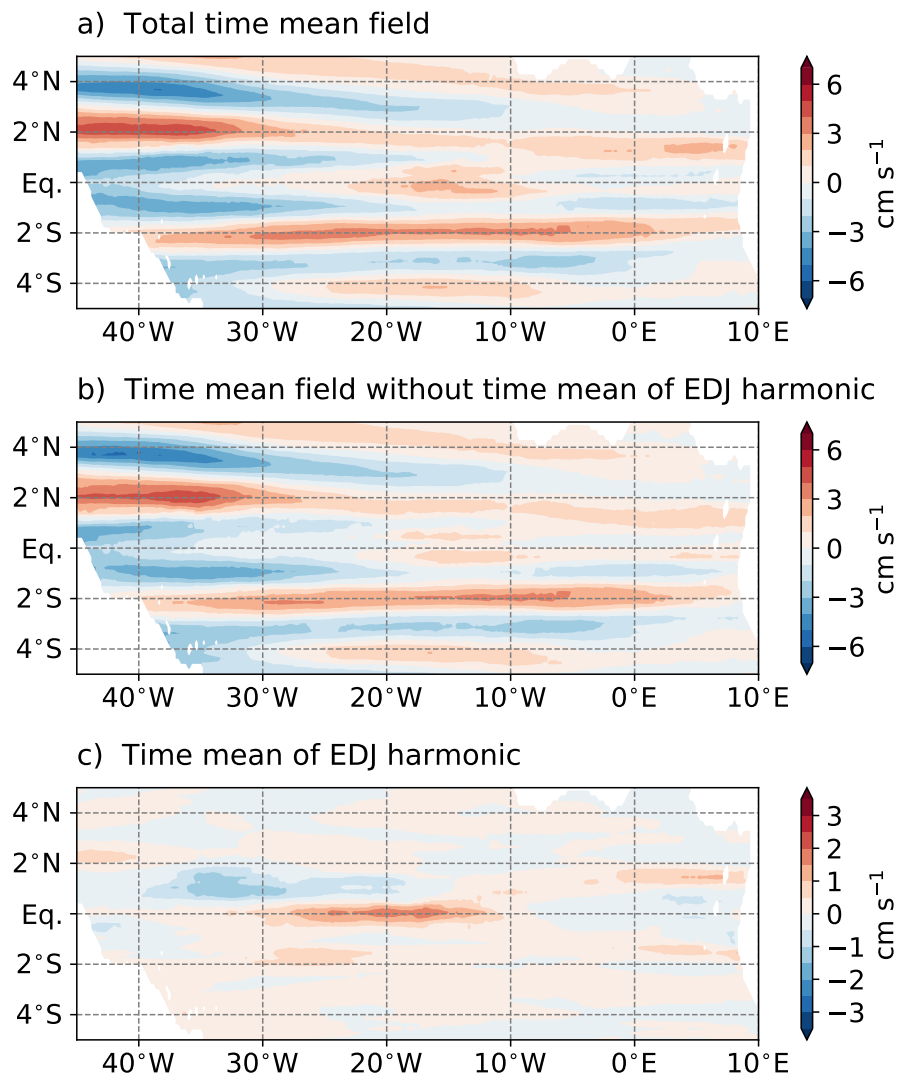 a) Total time mean field
4°N
2°N
Eq.
2°S
4°S
40°W 30°W 20°W 10°W 0°E 10°E
6
3
0
−3
−6
cm s⁻¹
b) Time mean field without time mean of EDJ harmonic
4°N
2°N
Eq.
2°S
4°S
40°W 30°W 20°W 10°W 0°E 10°E
6
3
0
−3
−6
cm s⁻¹
c) Time mean of EDJ harmonic
4°N
2°N
Eq.
2°S
4°S
40°W 30°W 20°W 10°W 0°E 10°E
3
2
1
0
−1
−2
−3
cm s⁻¹